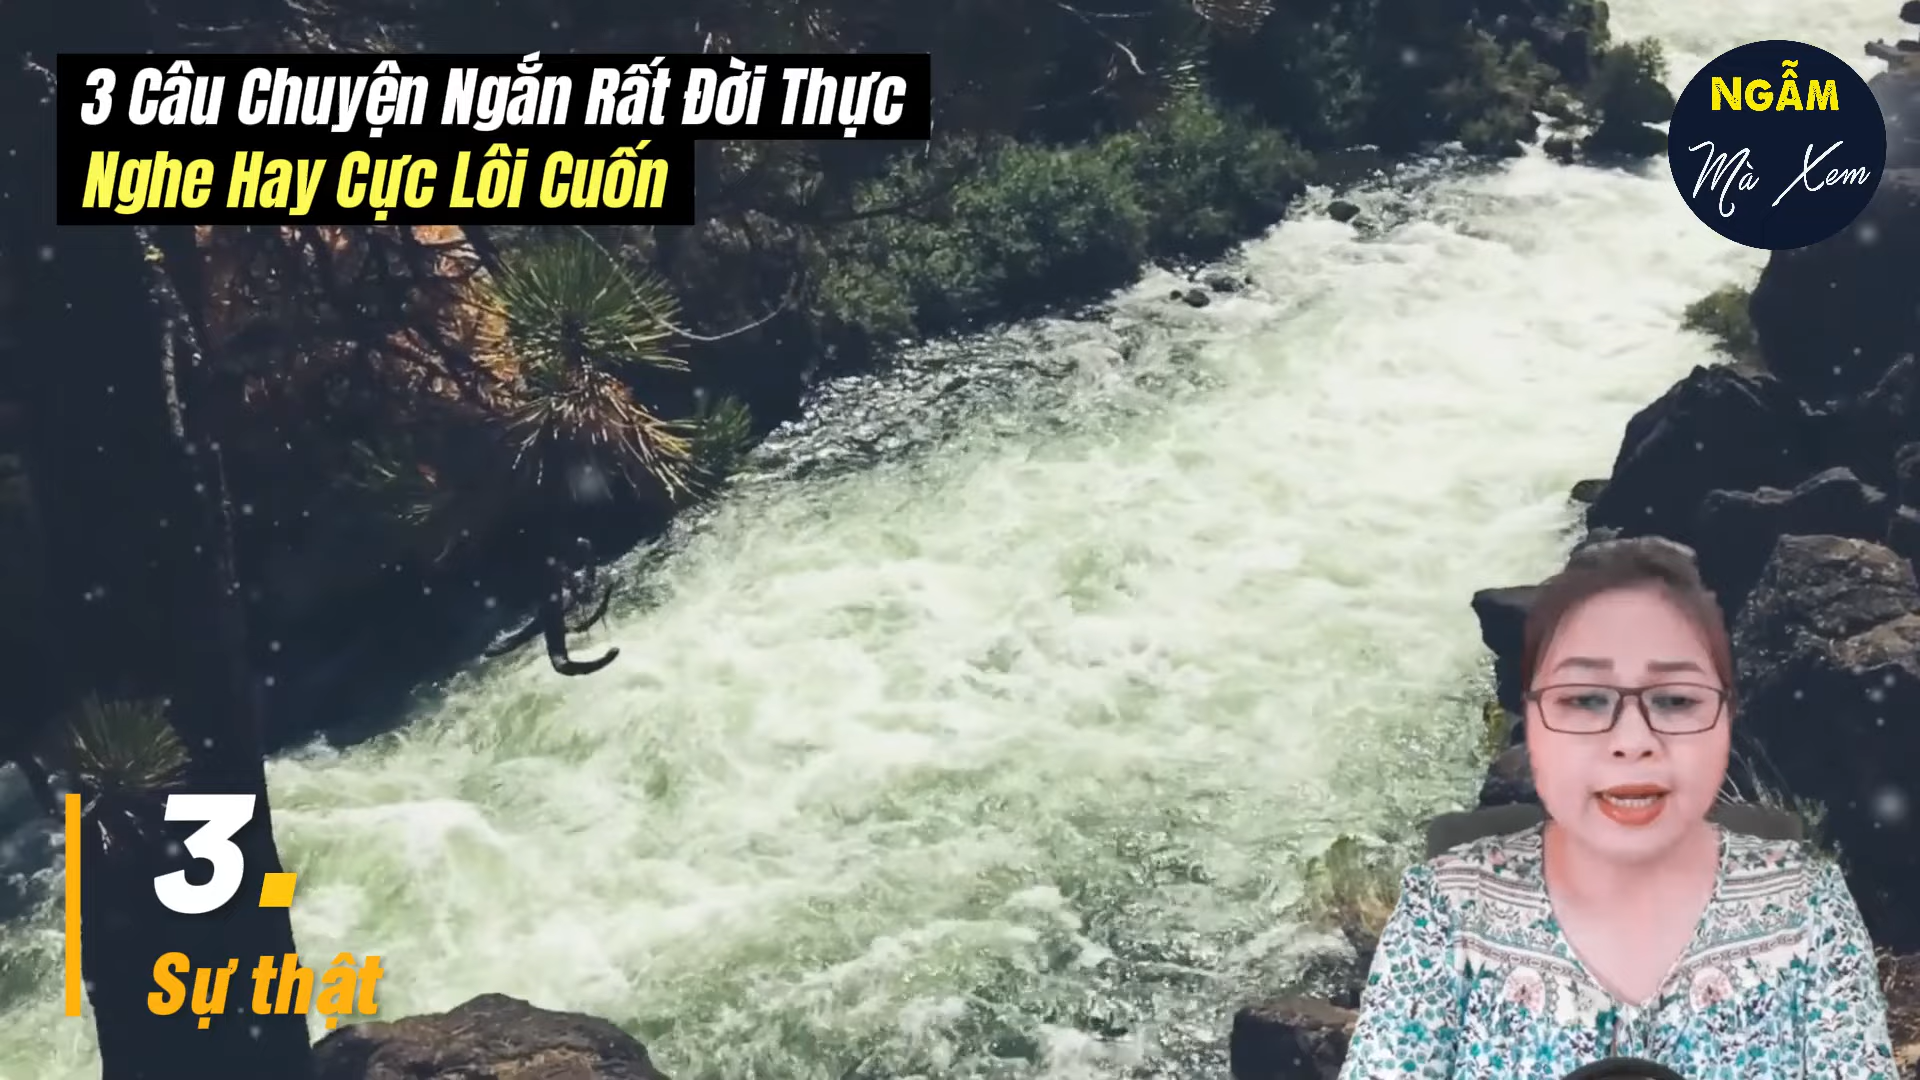 3 Câu Chuyện Ngắn Rất Đời Thực
Nghe Hay Cực Lôi Cuốn
NGẪM
Mà Xem
3.
Sự thật